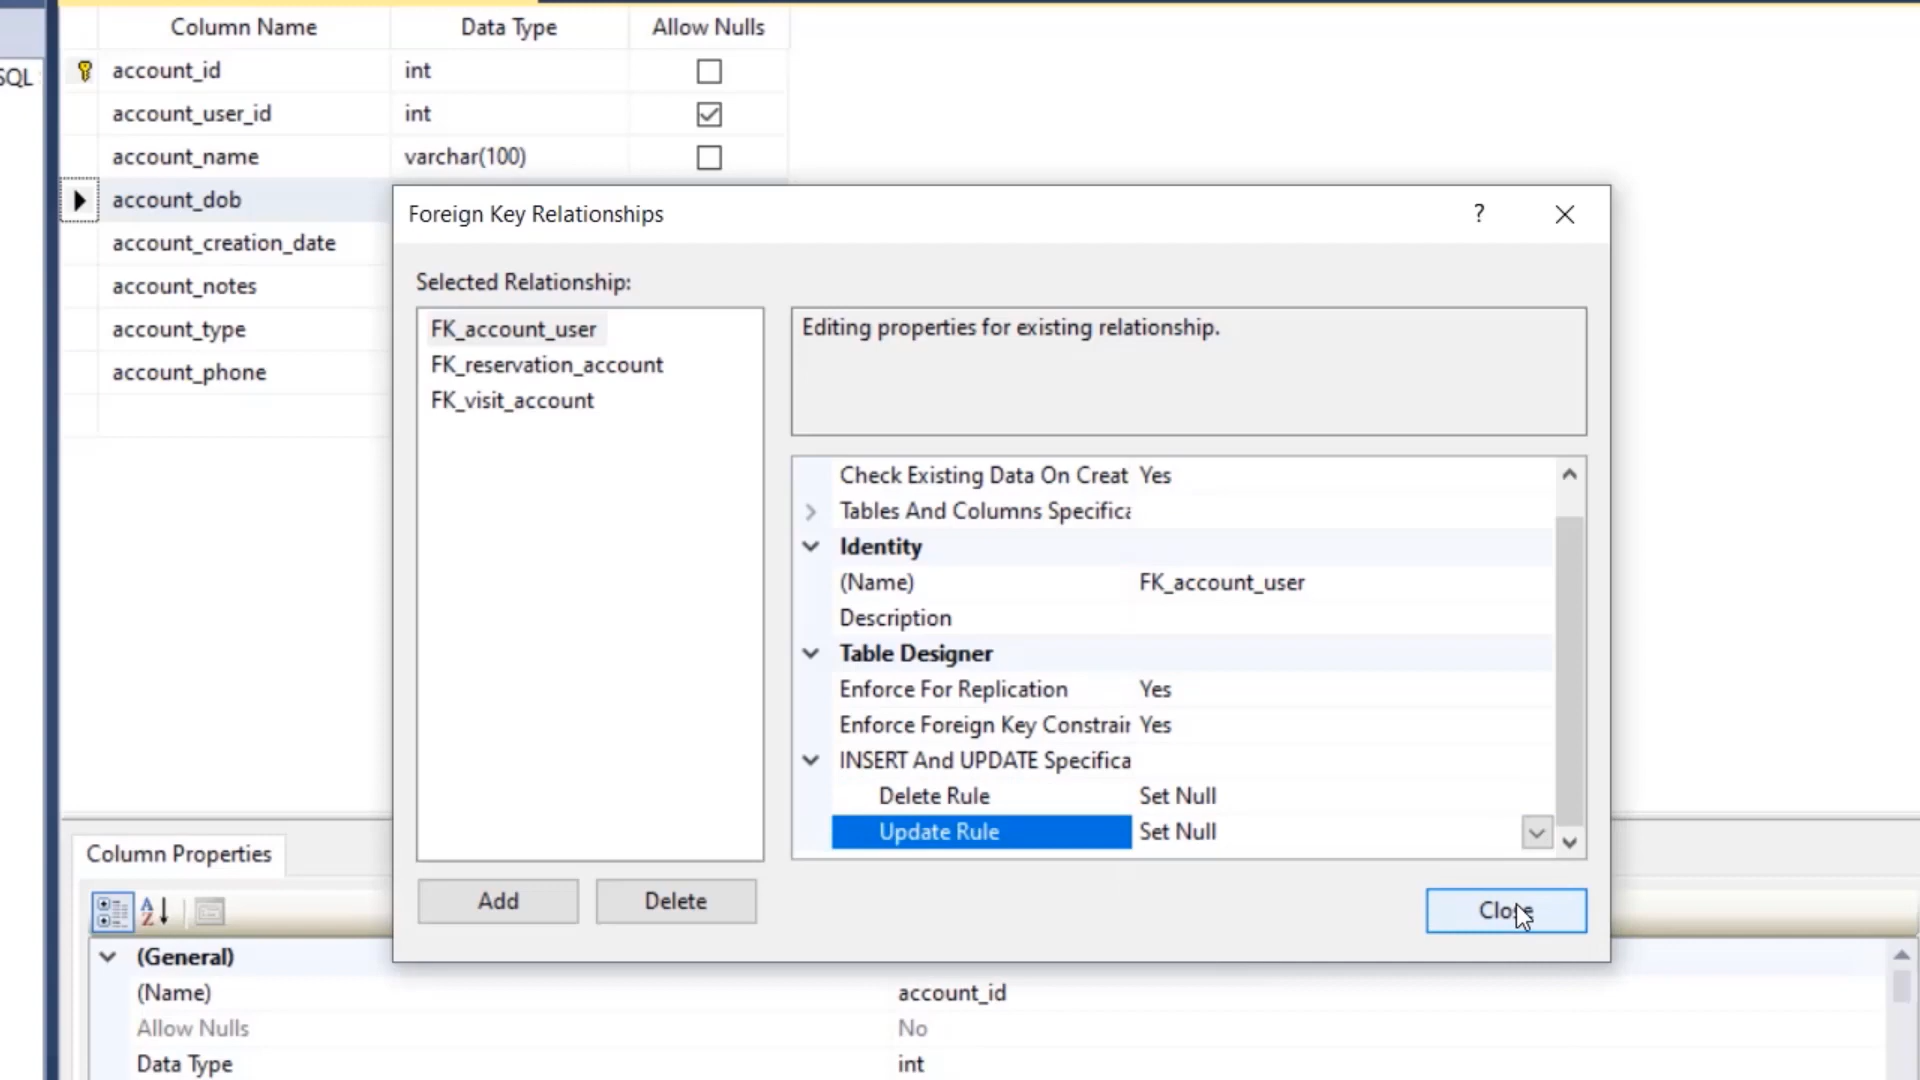 Column Name Data Type Allow Nulls
SQL
account_id int
account_user_id int
account_name varchar(100)
account_dob
account_creation_date
account_notes
account_type
account_phone
Foreign Key Relationships ?
Selected Relationship:
FK_account_user
FK_reservation_account
FK_visit_account
Editing properties for existing relationship.
Check Existing Data On Creat Yes
Tables And Columns Specifica
Identity
(Name) FK_account_user
Description
Table Designer
Enforce For Replication Yes
Enforce Foreign Key Constrain Yes
INSERT And UPDATE Specifica
Delete Rule Set Null
Update Rule Set Null
Add Delete
Close
Column Properties
A
Z
(General)
(Name) account_id
Allow Nulls No
Data Type int